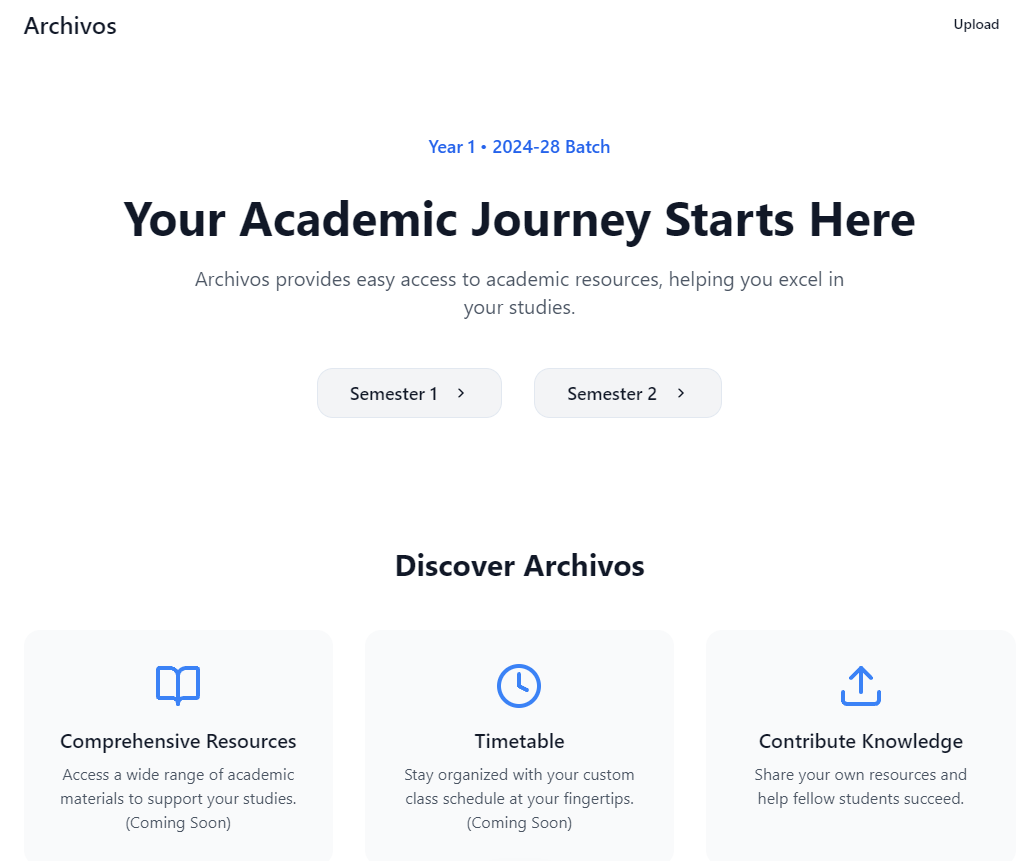 Archivos
Upload
Year 1 • 2024-28 Batch
Your Academic Journey Starts Here
Archivos provides easy access to academic resources, helping you excel in
your studies.
Semester 1
Semester 2
Discover Archivos
Comprehensive Resources
Access a wide range of academic
materials to support your studies.
(Coming Soon)
Timetable
Stay organized with your custom
class schedule at your fingertips.
(Coming Soon)
Contribute Knowledge
Share your own resources and
help fellow students succeed.